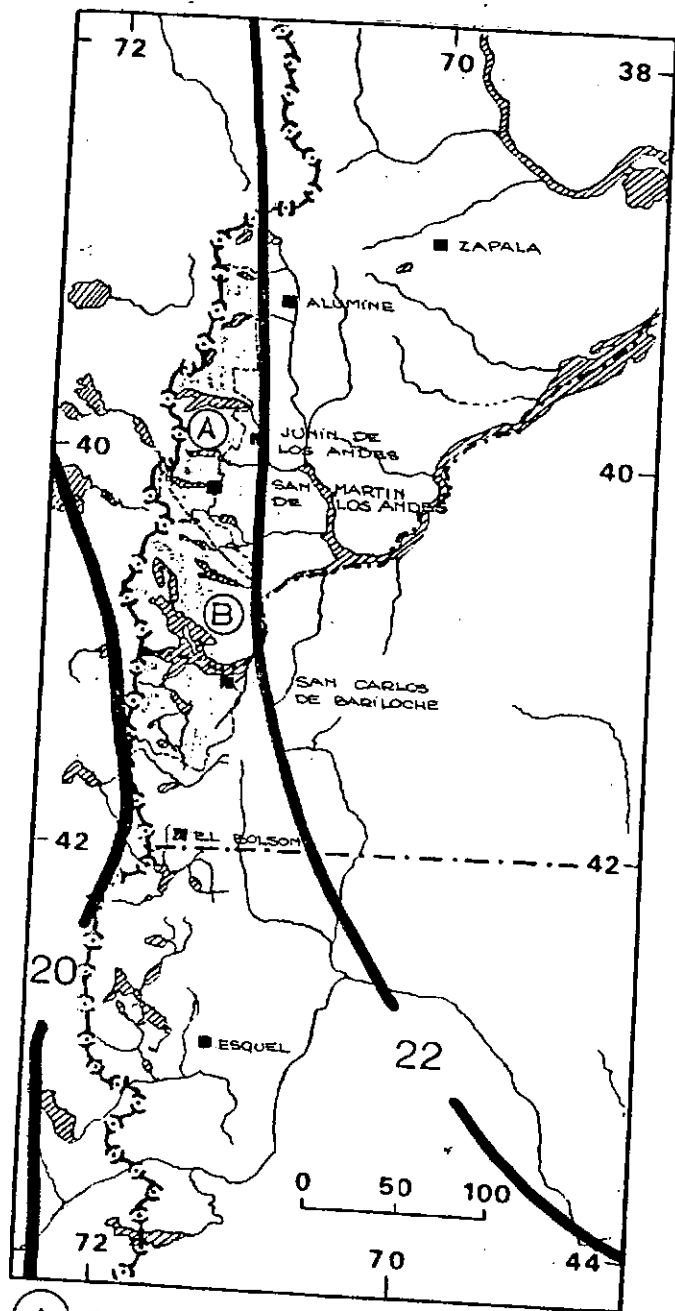 72
70
38
ZAPALA
ALUMINE
A
JUNIN DE
LOS ANDES
40
40
SAN MARTIN
DE LOS ANDES
B
SAN CARLOS
DE BARILOCHE
42
EL BOLSON
42
20
ESQUEL
22
0 50 100
72
70
44
A